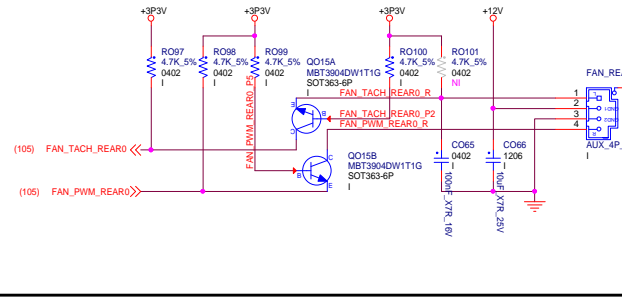 +3P3V
+3P3V
+3P3V
+12V
RO97
4.7K_5%
0402
I
RO98
4.7K_5%
0402
I
RO99
4.7K_5%
0402
I
QO15A
MBT3904DW1T1G
SOT363-6P
I
RO100
4.7K_5%
0402
I
RO101
4.7K_5%
0402
NI
FAN_REA
FAN_PWM_REAR0_P5
E
B
C
FAN_TACH_REAR0_R
FAN_TACH_REAR0_P2
FAN_PWM_REAR0_R
1
2
3
4
AUX_4P_
I
(105) FAN_TACH_REAR0
QO15B
MBT3904DW1T1G
SOT363-6P
I
C
B
E
(105) FAN_PWM_REAR0
CO65
0402
I
100nF_X7R_16V
CO66
1206
I
10uF_X7R_25V